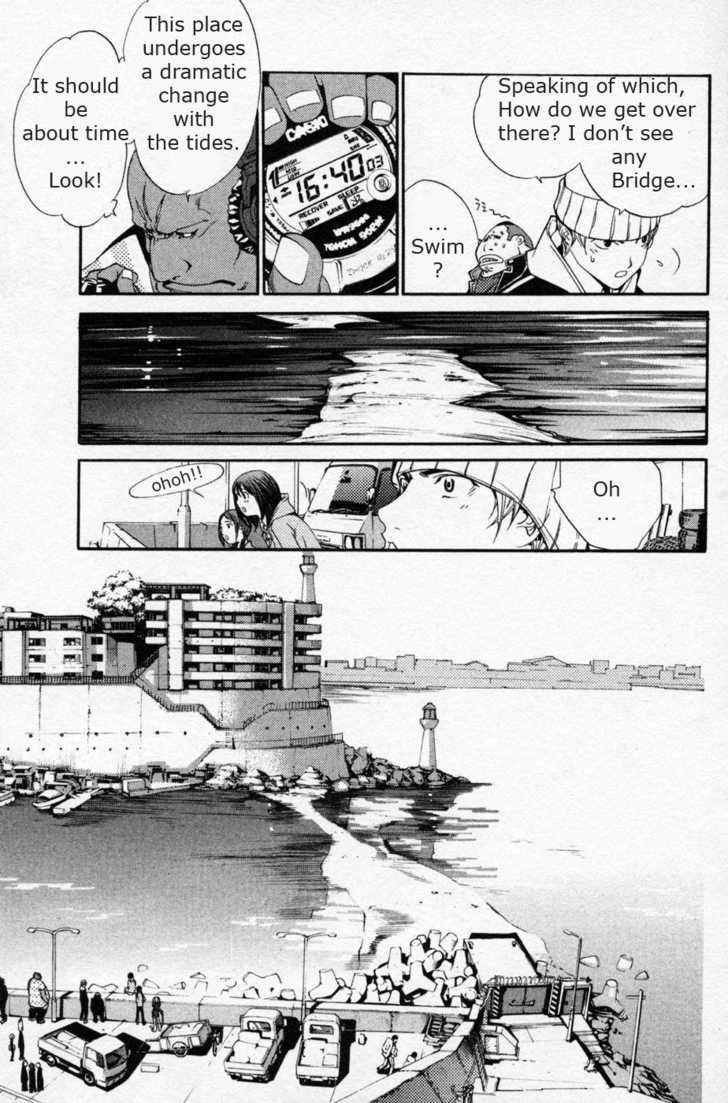 Speaking of which,
How do we get over
there? I don't see
any
Bridge...
...
Swim
?
16:40 03
RECOVER SLEEP
This place
undergoes
a dramatic
change
with
the tides.
It should
be
about time
...
Look!
Oh
...
ohoh!!